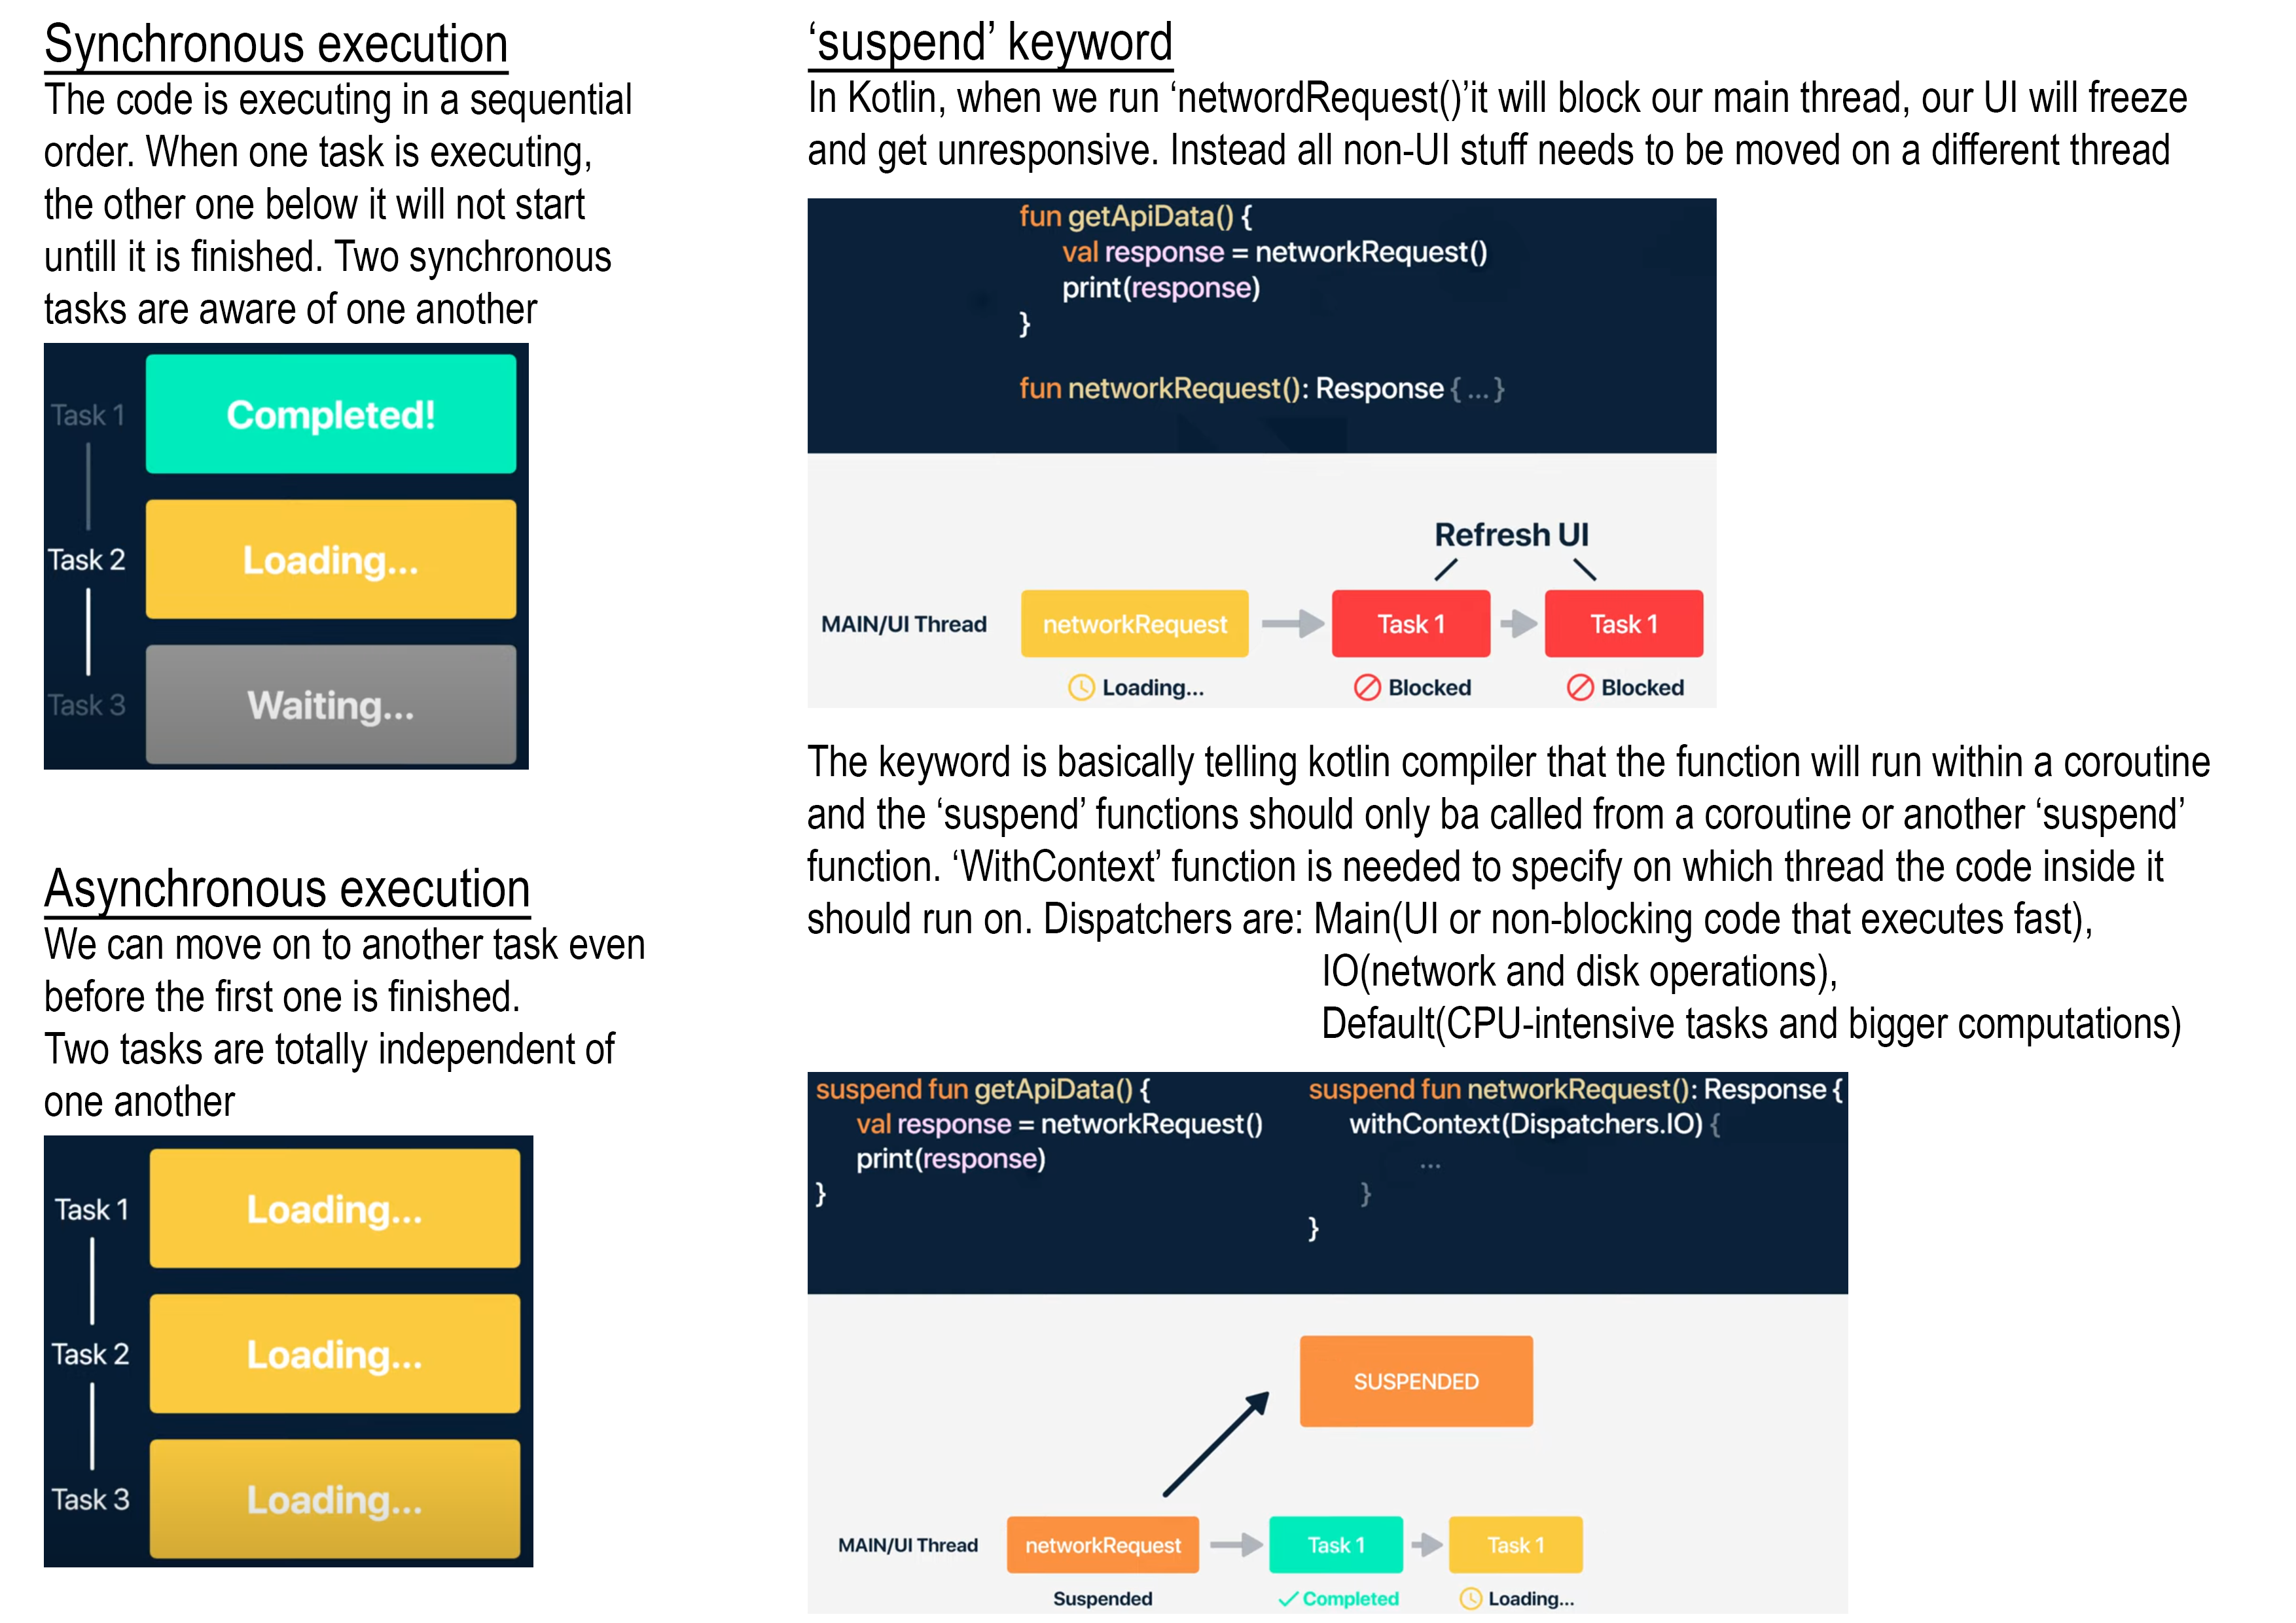 Synchronous execution
The code is executing in a sequential
order. When one task is executing,
the other one below it will not start
untill it is finished. Two synchronous
tasks are aware of one another
Task 1
Completed!
Task 2
Loading...
Task 3
Waiting...
Asynchronous execution
We can move on to another task even
before the first one is finished.
Two tasks are totally independent of
one another
Task 1
Loading...
Task 2
Loading...
Task 3
Loading...
‘suspend’ keyword
In Kotlin, when we run ‘networdRequest()’it will block our main thread, our UI will freeze
and get unresponsive. Instead all non-UI stuff needs to be moved on a different thread
fun getApiData() {
val response = networkRequest()
print(response)
}
fun networkRequest(): Response { ... }
Refresh UI
MAIN/UI Thread
networkRequest
Task 1
Task 1
Loading...
Blocked
Blocked
The keyword is basically telling kotlin compiler that the function will run within a coroutine
and the ‘suspend’ functions should only ba called from a coroutine or another ‘suspend’
function. ‘WithContext’ function is needed to specify on which thread the code inside it
should run on. Dispatchers are: Main(UI or non-blocking code that executes fast),
IO(network and disk operations),
Default(CPU-intensive tasks and bigger computations)
suspend fun getApiData() {
val response = networkRequest()
print(response)
}
suspend fun networkRequest(): Response {
withContext(Dispatchers.IO) {
...
}
}
SUSPENDED
MAIN/UI Thread
networkRequest
Task 1
Task 1
Suspended
Completed
Loading...